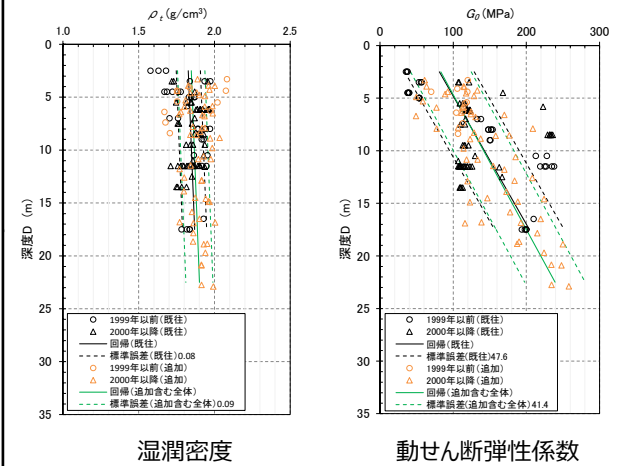 ρt(g/cm³)
1.0 1.5 2.0 2.5
0
5
10
15
20
25
30
35
深度D (m)
○ 1999年以前(既往)
△ 2000年以降(既往)
回帰(既往)
標準誤差(既往)0.08
○ 1999年以前(追加)
△ 2000年以降(追加)
回帰(追加含む全体)
標準誤差(追加含む全体)0.09
湿潤密度
G0(MPa)
0 100 200 300
0
5
10
15
20
25
30
35
深度D (m)
○ 1999年以前(既往)
△ 2000年以降(既往)
回帰(既往)
標準誤差(既往)47.6
○ 1999年以前(追加)
△ 2000年以降(追加)
回帰(追加含む全体)
標準誤差(追加含む全体)41.4
動せん断弾性係数